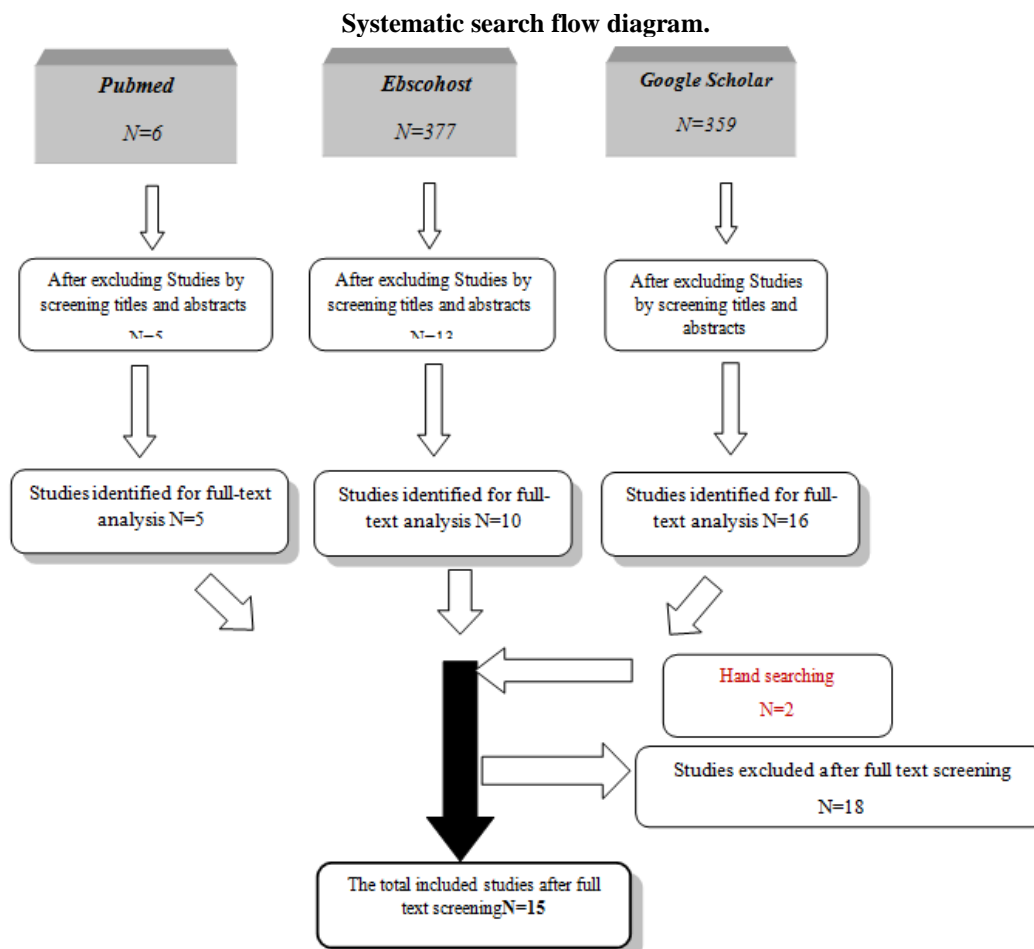 Systematic search flow diagram.
Pubmed
N=6
Ebscohost
N=377
Google Scholar
N=359
After excluding Studies by
screening titles and abstracts
N=5
After excluding Studies by
screening titles and abstracts
After excluding Studies
by screening titles and
abstracts
Studies identified for full-text
analysis N=5
Studies identified for full-
text analysis N=10
Studies identified for full-
text analysis N=16
Hand searching
N=2
Studies excluded after full text screening
N=18
The total included studies after full
text screeningN=15